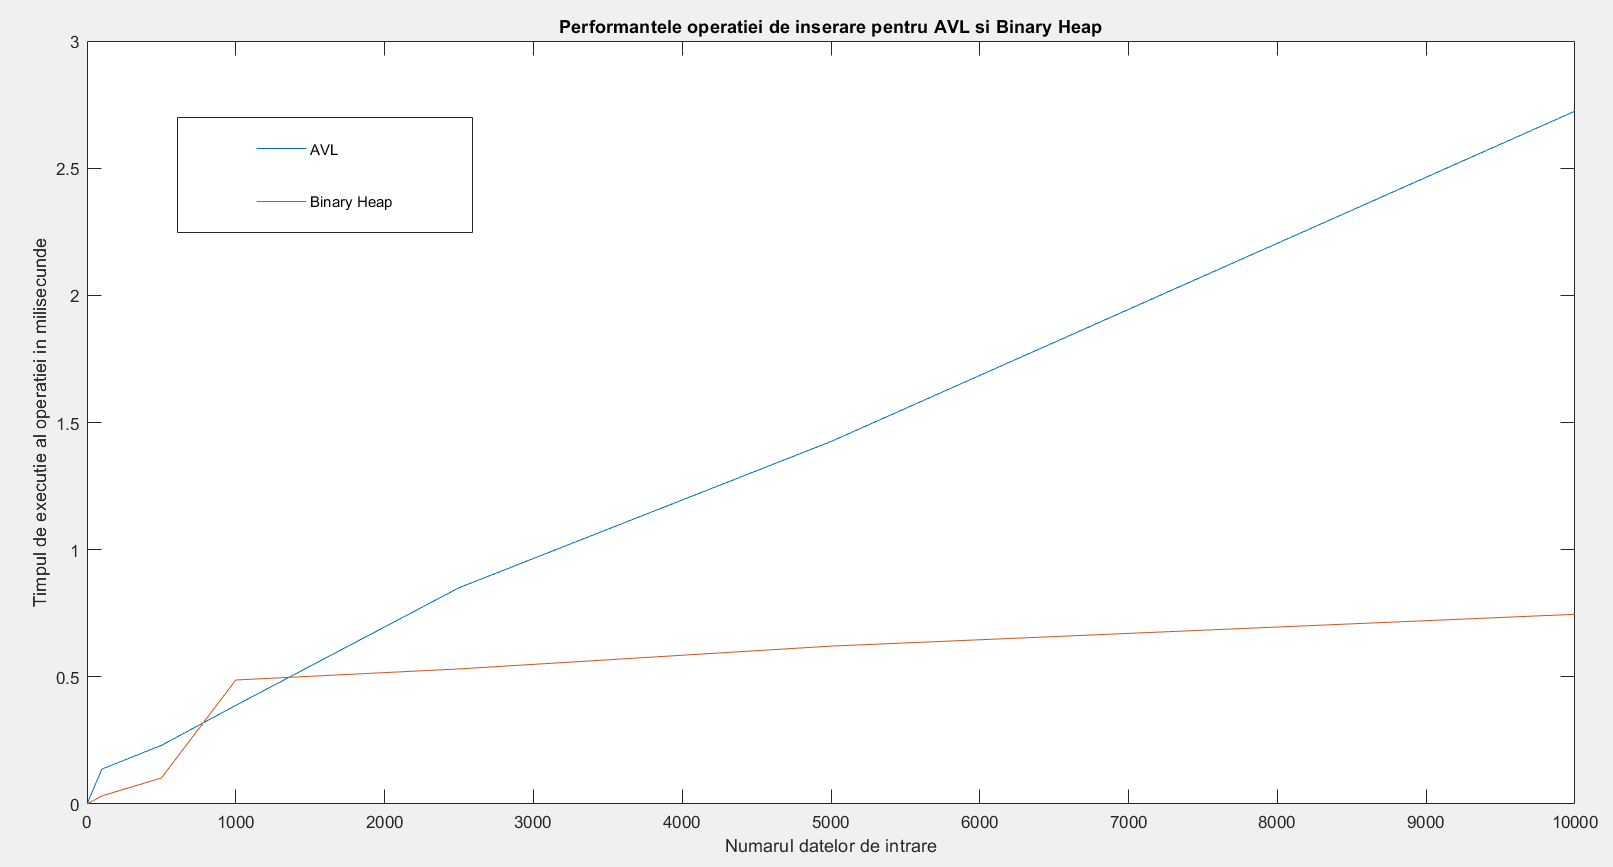 Performantele operatiei de inserare pentru AVL si Binary Heap
3
2.5
2
1.5
1
0.5
0
Timpul de executie al operatiei in milisecunde
AVL
Binary Heap
0 1000 2000 3000 4000 5000 6000 7000 8000 9000 10000
Numarul datelor de intrare